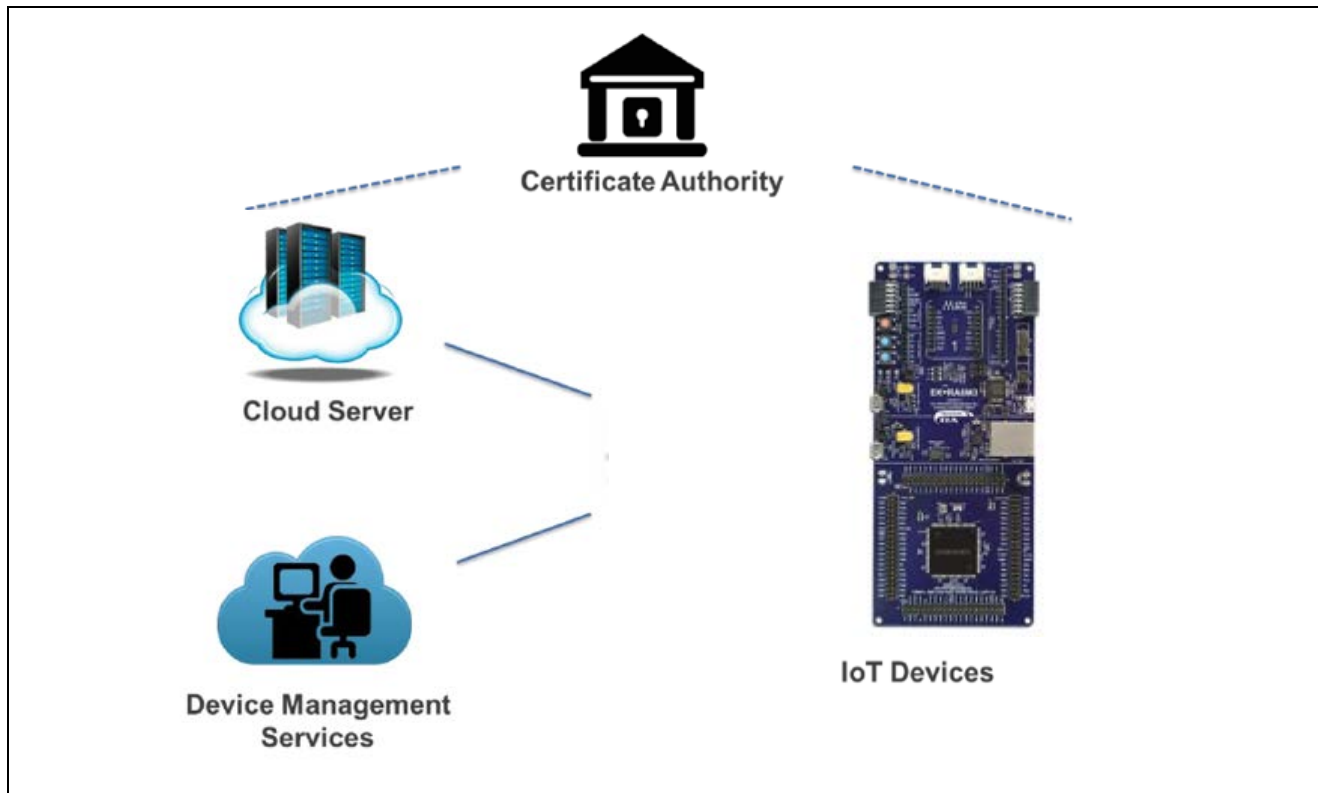 Certificate Authority
Cloud Server
Device Management
Services
IoT Devices